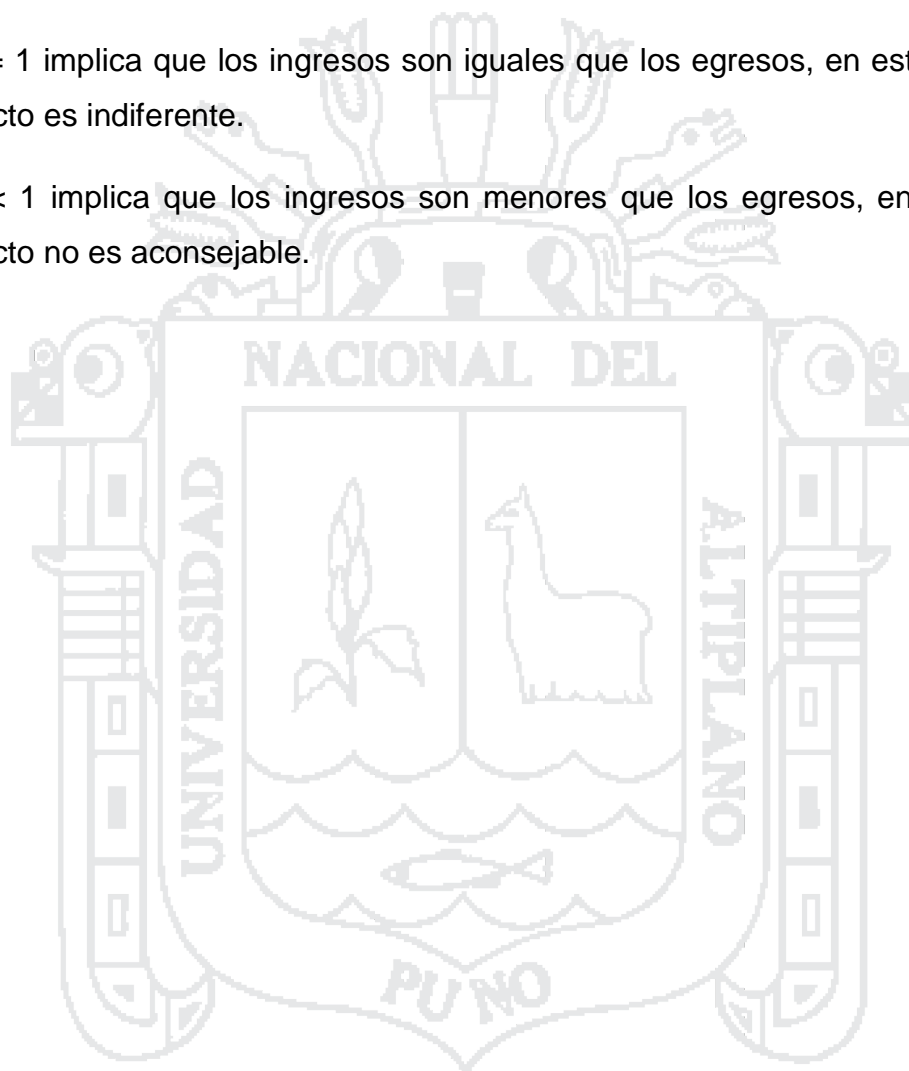 = 1 implica que los ingresos son iguales que los egresos, en est
cto es indiferente.
< 1 implica que los ingresos son menores que los egresos, en
cto no es aconsejable.
NACIONAL DEL
UNIVERSIDAD
ALTIPLANO
PUNO